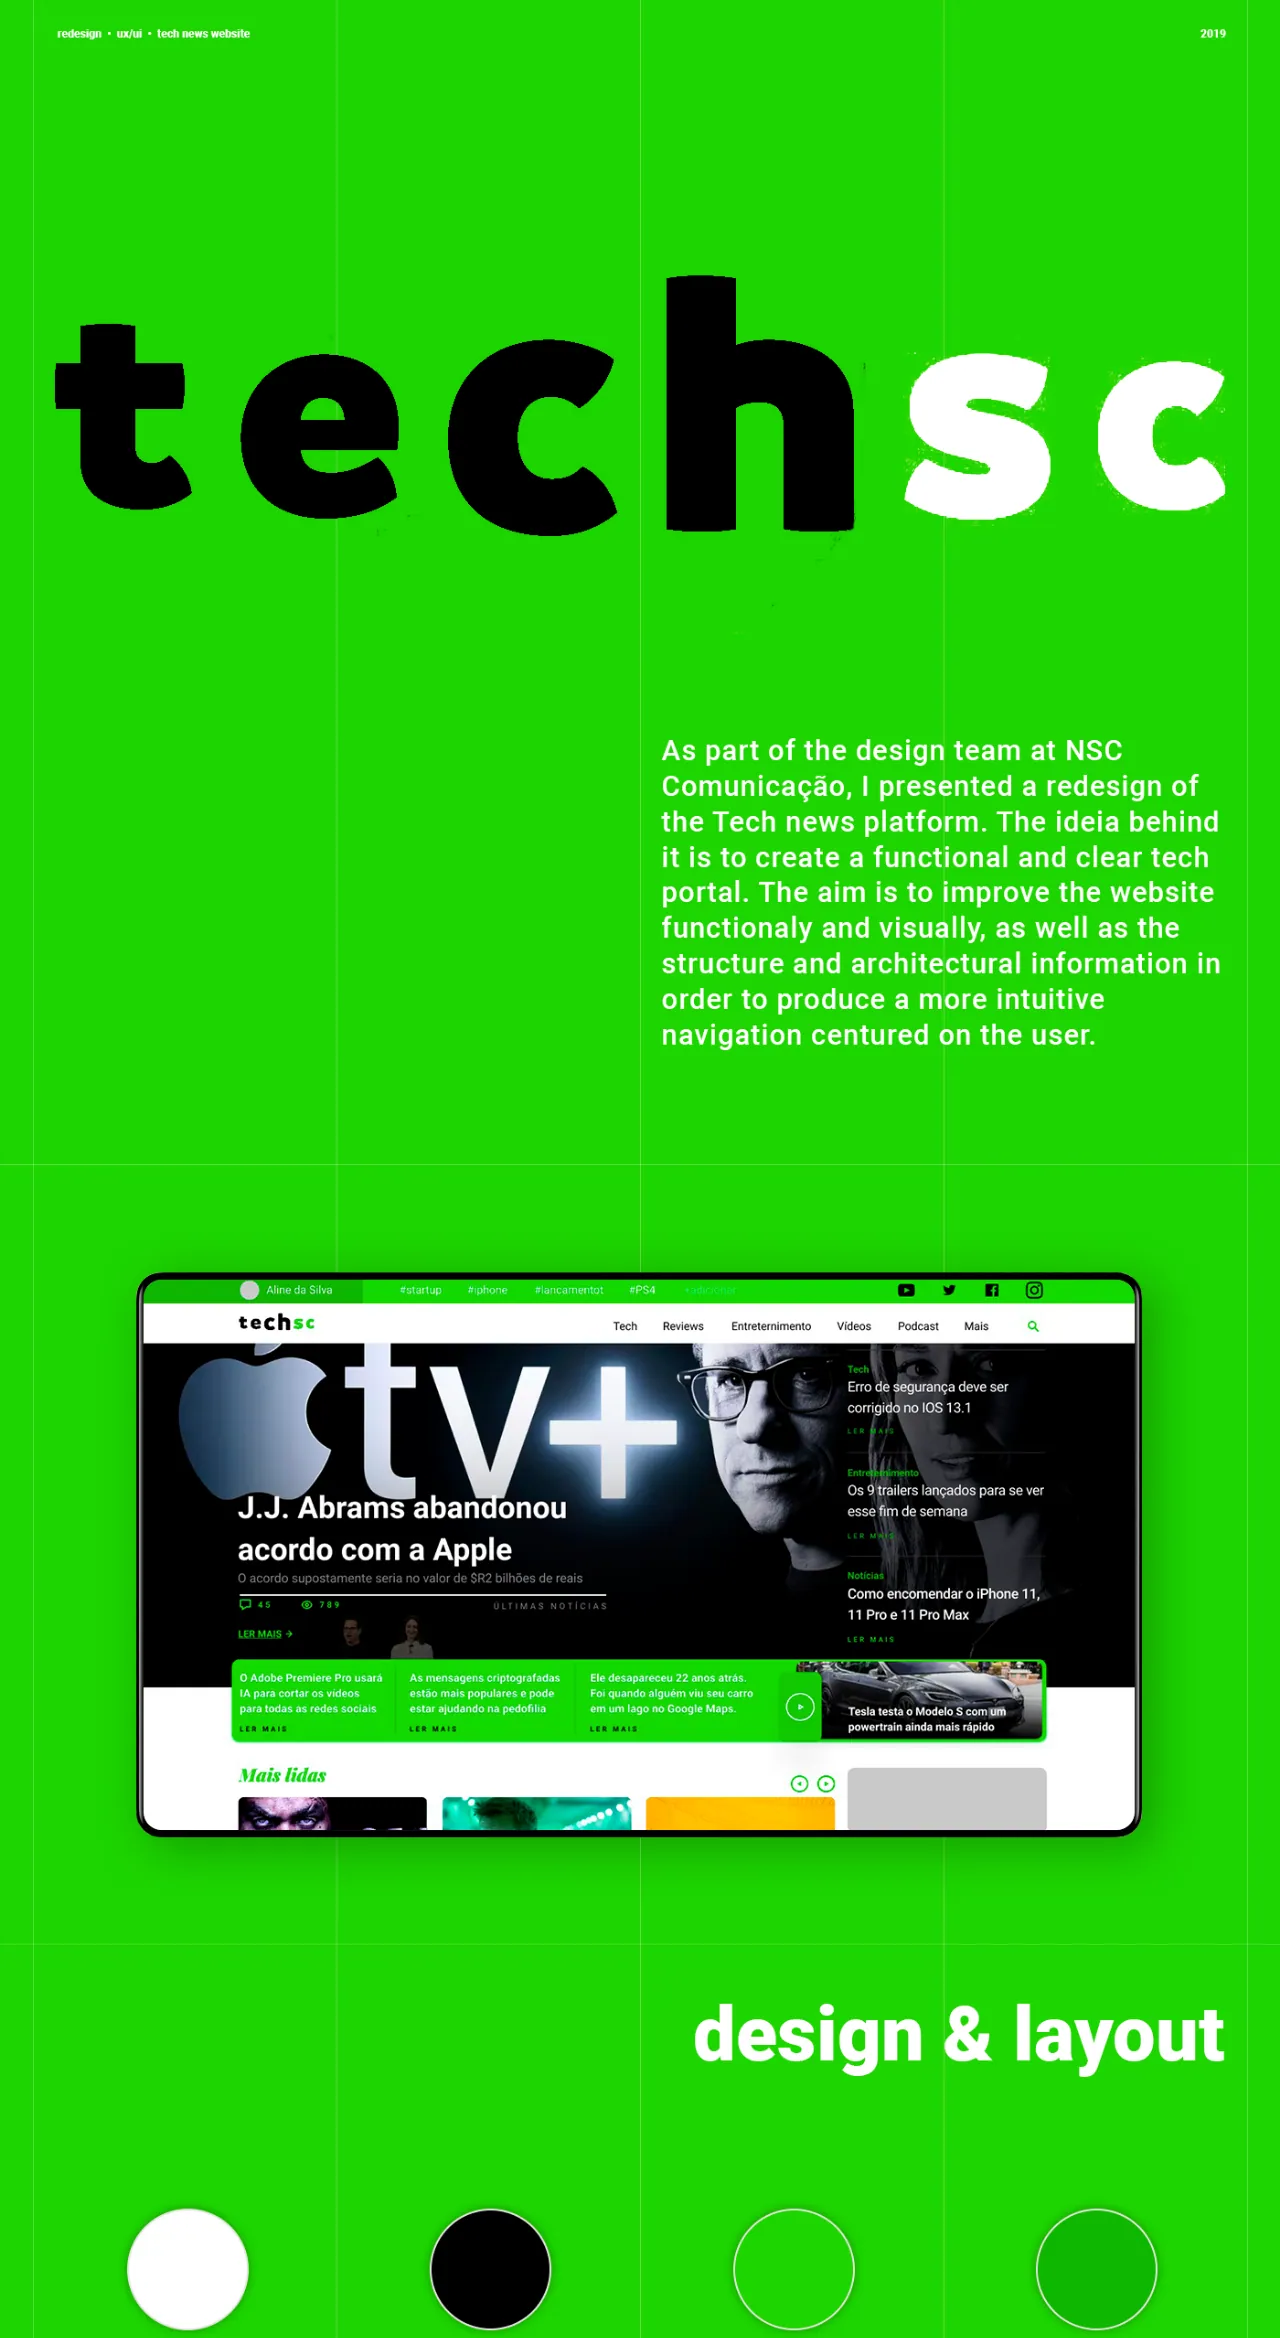 redesign • ux/ui • tech news website
2019
techsc
As part of the design team at NSC
Comunicação, I presented a redesign of
the Tech news platform. The ideia behind
it is to create a functional and clear tech
portal. The aim is to improve the website
functionaly and visually, as well as the
structure and architectural information in
order to produce a more intuitive
navigation centured on the user.
Aline da Silva
#startup #iphone #lancamentot #PS4 +adicionar
techsc
Tech Reviews Entreternimento Vídeos Podcast Mais
tv+
J.J. Abrams abandonou
acordo com a Apple
O acordo supostamente seria no valor de $R2 bilhões de reais
45 789
ÚLTIMAS NOTÍCIAS
LER MAIS →
Tech
Erro de segurança deve ser
corrigido no IOS 13.1
LER MAIS
Entreternimento
Os 9 trailers lançados para se ver
esse fim de semana
LER MAIS
Notícias
Como encomendar o iPhone 11,
11 Pro e 11 Pro Max
LER MAIS
O Adobe Premiere Pro usará
IA para cortar os vídeos
para todas as redes sociais
LER MAIS
As mensagens criptografadas
estão mais populares e pode
estar ajudando na pedofilia
LER MAIS
Ele desapareceu 22 anos atrás.
Foi quando alguém viu seu carro
em um lago no Google Maps.
LER MAIS
Tesla testa o Modelo S com um
powertrain ainda mais rápido
Mais lidas
design & layout